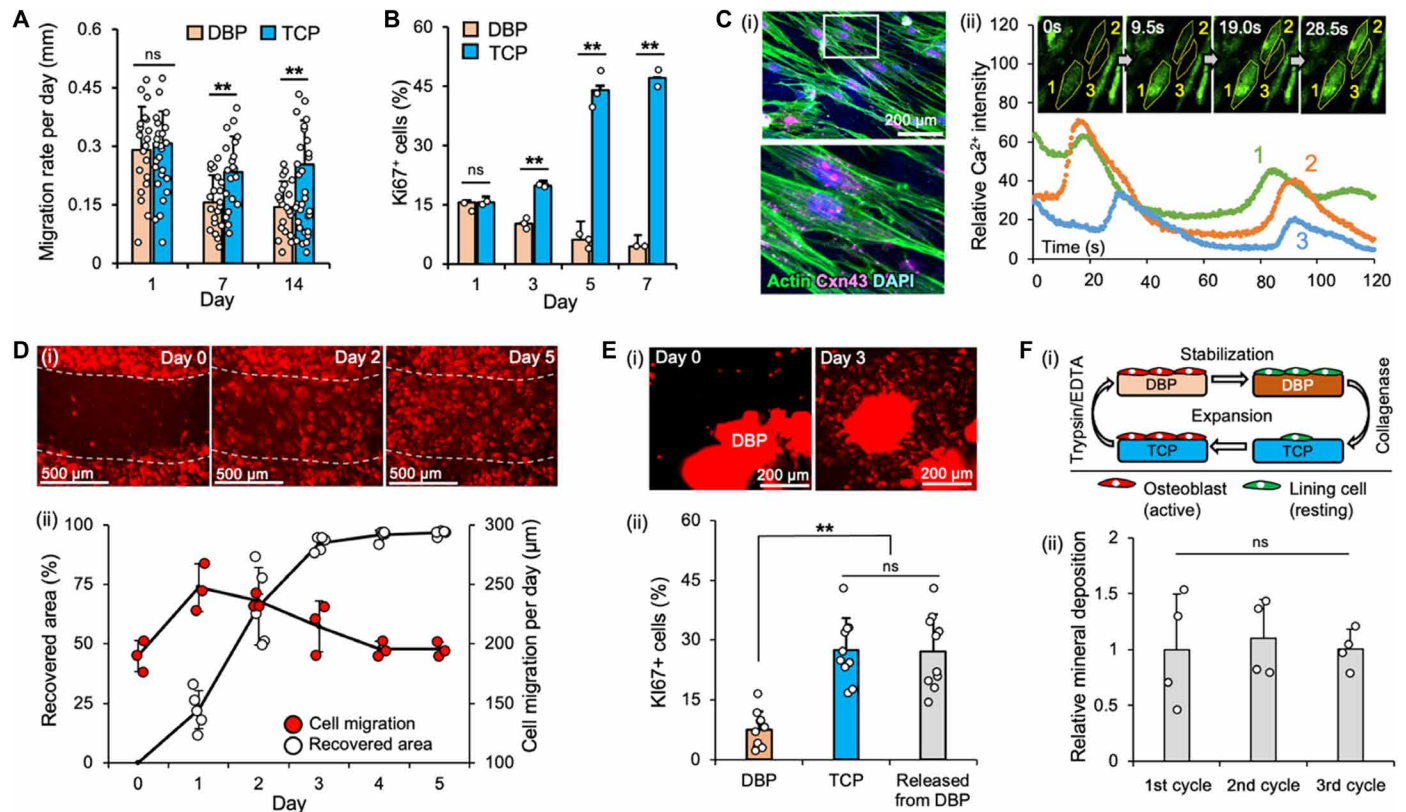 A
DBP TCP
Migration rate per day (mm)
0.6
0.45
0.3
0.15
0
ns
**
**
1 7 14
Day
B
DBP
TCP
Ki67+ cells (%)
60
45
30
15
0
ns
**
**
**
1 3 5 7
Day
C
(i)
200 µm
Actin Cxn43 DAPI
(ii)
Relative Ca2+ intensity
120
100
80
60
40
20
0
0s 9.5s 19.0s 28.5s
2 2 2 2
1 3 1 3 1 3 1 3
1
2
3
Time (s)
0 20 40 60 80 100 120
D
(i)
Day 0 Day 2 Day 5
500 µm 500 µm 500 µm
(ii)
Recovered area (%)
100
75
50
25
0
Cell migration per day (µm)
300
250
200
150
100
Cell migration
Recovered area
0 1 2 3 4 5
Day
E
(i)
Day 0 Day 3
DBP
200 µm 200 µm
(ii)
KI67+ cells (%)
60
45
30
15
0
**
ns
DBP TCP Released
from DBP
F
(i)
Stabilization
Trypsin/EDTA
DBP DBP
Collagenase
Expansion
TCP TCP
Osteoblast
(active)
Lining cell
(resting)
(ii)
Relative mineral deposition
2
1.5
1
0.5
0
ns
1st cycle 2nd cycle 3rd cycle